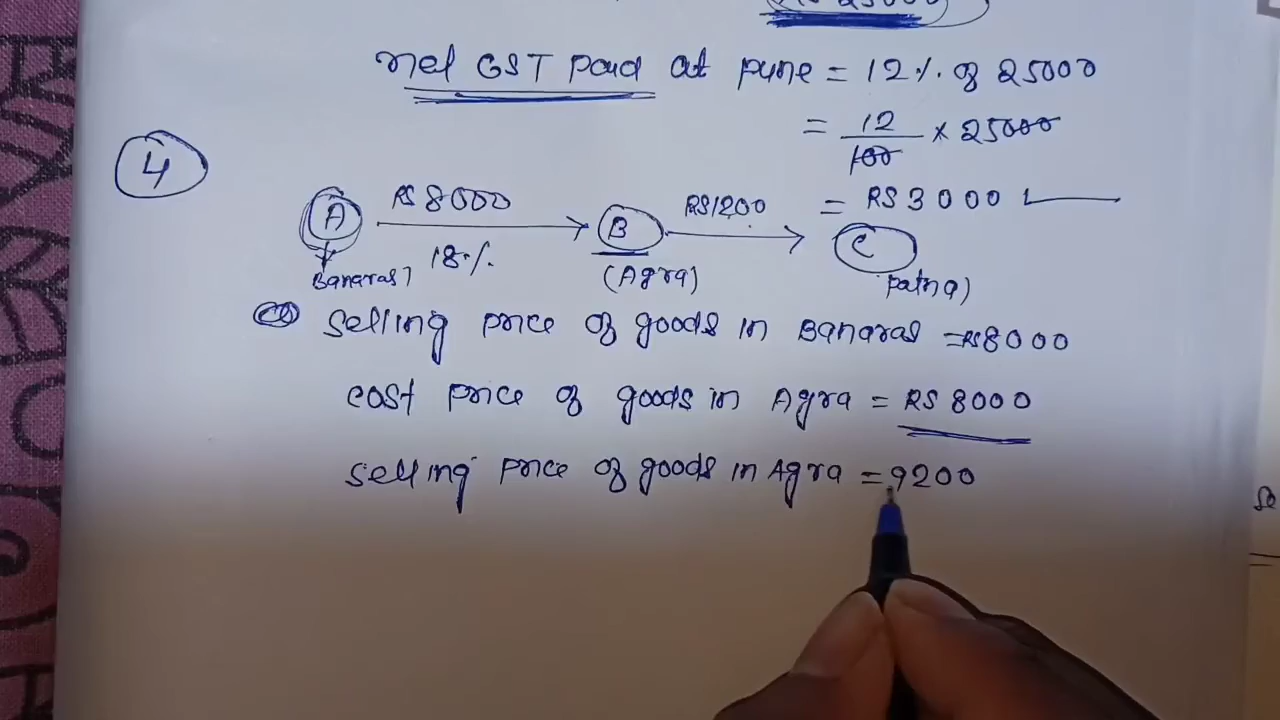 Net GST Paid at pune = 12% of 25000
= 12/100 × 25000
= RS 3000
4
A RS 8000 B RS1200 C
18% (Agra) Patna)
Banaras)
Selling price of goods in Banaras =RS8000
cost price of goods in Agra = RS 8000
Selling price of goods in Agra =9200